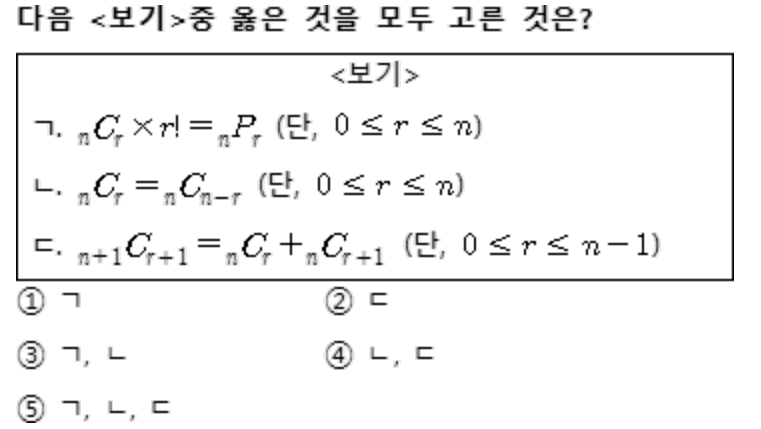 다음 <보기>중 옳은 것을 모두 고른 것은?
<보기>
ㄱ. ₙCᵣ × r! = ₙPᵣ (단, 0 ≤ r ≤ n)
ㄴ. ₙCᵣ = ₙCₙ₋ᵣ (단, 0 ≤ r ≤ n)
ㄷ. ₙ₊₁Cᵣ₊₁ = ₙCᵣ + ₙCᵣ₊₁ (단, 0 ≤ r ≤ n − 1)
① ㄱ ② ㄷ
③ ㄱ, ㄴ ④ ㄴ, ㄷ
⑤ ㄱ, ㄴ, ㄷ